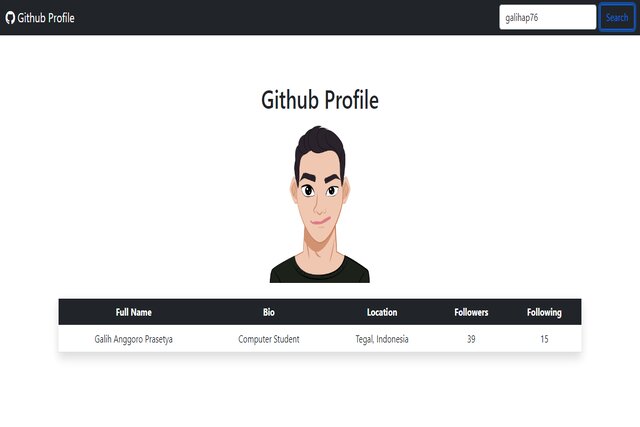 Github Profile galihap76 Search
Github Profile
Full Name Bio Location Followers Following
Galih Anggoro Prasetya Computer Student Tegal, Indonesia 39 15